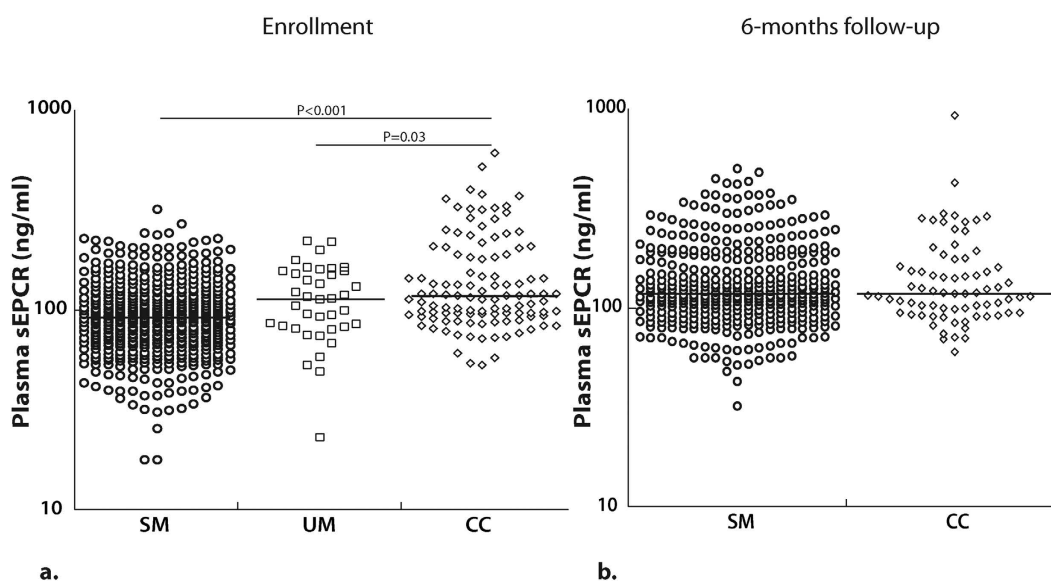 Enrollment
6-months follow-up
1000
P<0.001
P=0.03
100
10
Plasma sEPCR (ng/ml)
SM
UM
CC
a.
1000
100
10
Plasma sEPCR (ng/ml)
SM
CC
b.